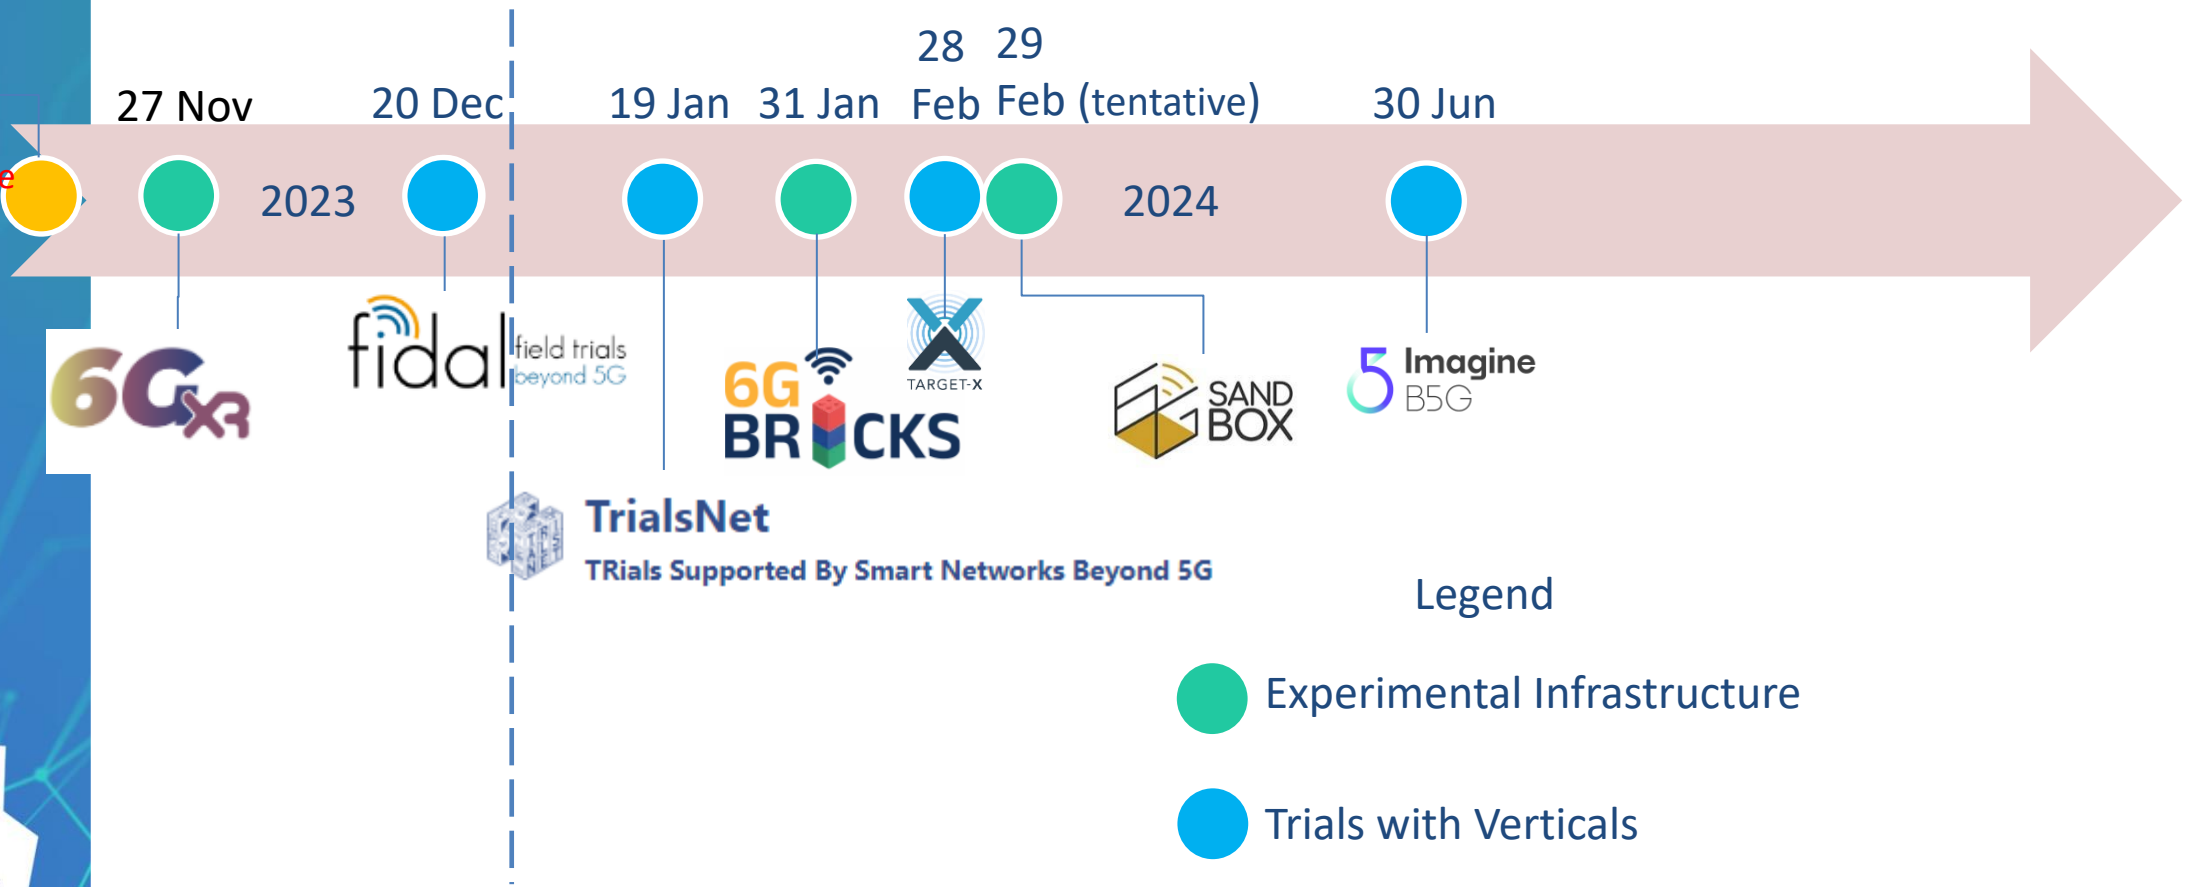 28 29
27 Nov 20 Dec 19 Jan 31 Jan Feb Feb (tentative) 30 Jun
e
2023 2024
6G XR
fidal field trials
beyond 5G
6G
BRICKS
TARGET-X
6G SAND
BOX
5 Imagine
B5G
TrialsNet
TRials Supported By Smart Networks Beyond 5G
Legend
Experimental Infrastructure
Trials with Verticals